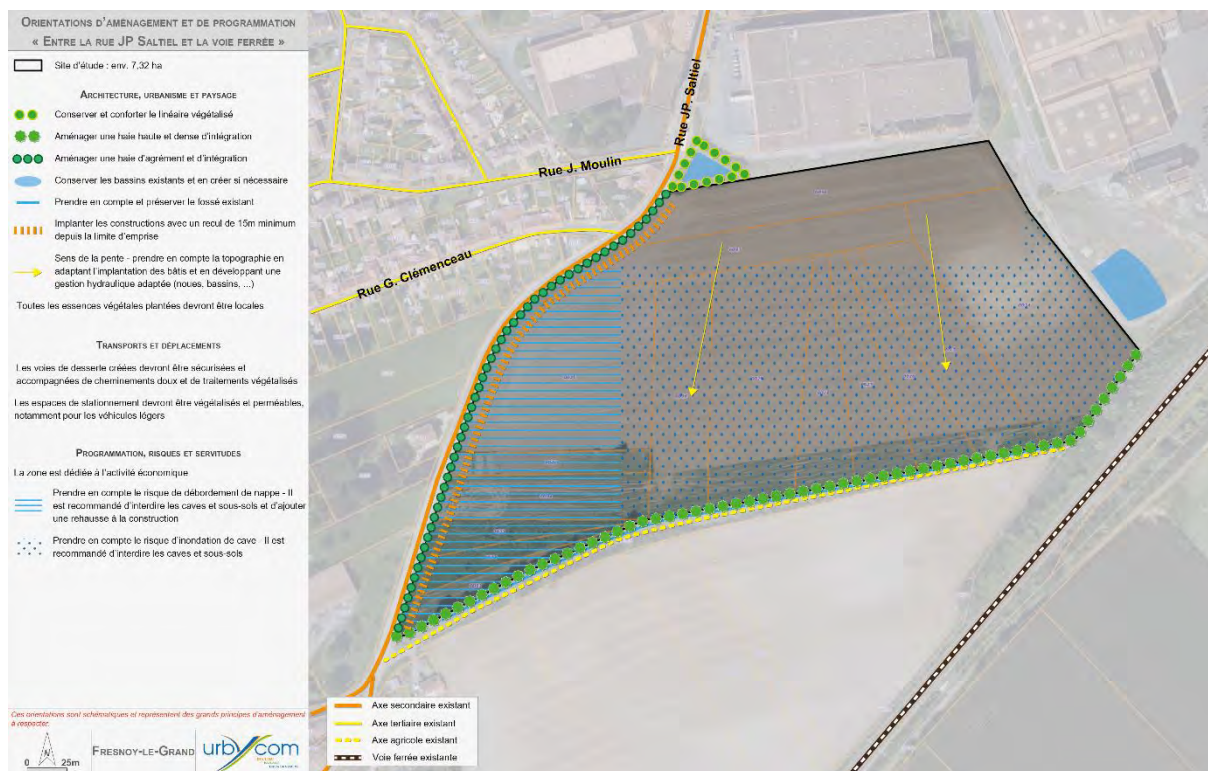 ORIENTATIONS D'AMÉNAGEMENT ET DE PROGRAMMATION
« ENTRE LA RUE JP SALTIEL ET LA VOIE FERRÉE »
Site d'étude : env. 7,32 ha
ARCHITECTURE, URBANISME ET PAYSAGE
Conserver et conforter le linéaire végétalisé
Aménager une haie haute et dense d'intégration
Aménager une haie d'agrément et d'intégration
Conserver les bassins existants et en créer si nécessaire
Prendre en compte et préserver le fossé existant
Implanter les constructions avec un recul de 15m minimum
depuis la limite d'emprise
Sens de la pente - prendre en compte la topographie en
adaptant l'implantation des bâtis et en développant une
gestion hydraulique adaptée (noues, bassins, ...)
Toutes les essences végétales plantées devront être locales
TRANSPORTS ET DÉPLACEMENTS
Les voies de desserte créées devront être sécurisées et
accompagnées de cheminements doux et de traitements végétalisés
Les espaces de stationnement devront être végétalisés et perméables,
notamment pour les véhicules légers
PROGRAMMATION, RISQUES ET SERVITUDES
La zone est dédiée à l'activité économique
Prendre en compte le risque de débordement de nappe - Il
est recommandé d'interdire les caves et sous-sols et d'ajouter
une rehausse à la construction
Prendre en compte le risque d'inondation de cave - Il est
recommandé d'interdire les caves et sous-sols
Ces orientations sont schématiques et représentent des grands principes d'aménagement
à respecter.
N
0 25m
FRESNOY-LE-GRAND
urbycom
Rue JP. Saltiel
Rue J. Moulin
Rue G. Clémenceau
Axe secondaire existant
Axe tertiaire existant
Axe agricole existant
Voie ferrée existante